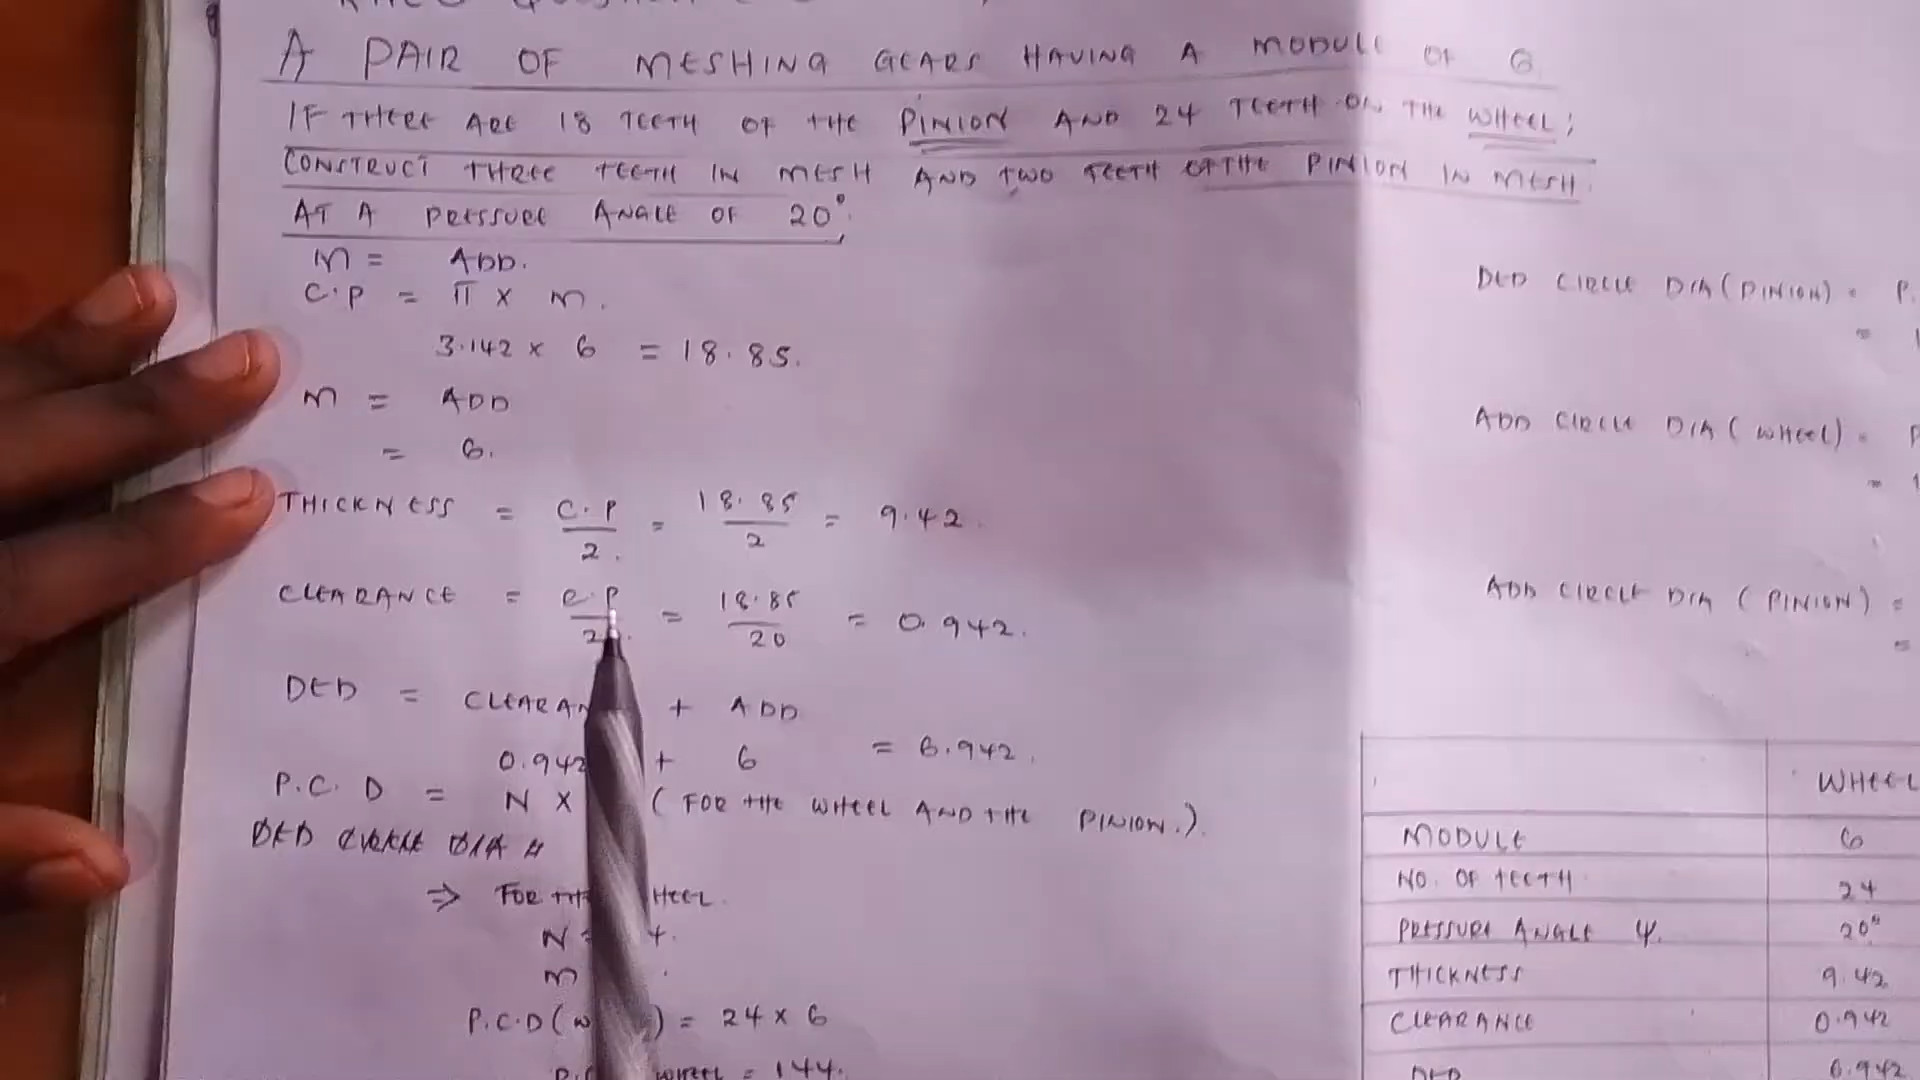 A PAIR OF MESHING GEARS HAVING A MODULE OF 6
IF THERE ARE 18 TEETH OF THE PINION AND 24 TEETH ON THE WHEEL;
CONSTRUCT THREE TEETH IN MESH AND TWO TEETH OF THE PINION IN MESH
AT A PRESSURE ANGLE OF 20°;
M = ADD.
C.P = π × m.
3.142 × 6 = 18.85.
M = ADD
= 6.
THICKNESS = C.P / 2. = 18.85 / 2 = 9.42.
CLEARANCE = C.P / 2 = 18.85 / 20 = 0.942.
DED = + ADD
0.942 + 6 = 6.942.
P.C.D = N × (FOR THE WHEEL AND THE PINION.).
DED CIRCLE DIA
⇒ FOR
N
m
P.C.D ( ) = 24 × 6
WHEEL = 144.
DED CIRCLE DIA (PINION) = P.
=
ADD CIRCLE DIA (WHEEL) =
=
ADD CIRCLE DIA (PINION) =
=
WHEEL
MODULE 6
NO. OF TEETH 24
PRESSURE ANGLE ψ. 20°
THICKNESS 9.42
CLEARANCE 0.942
DED 6.942